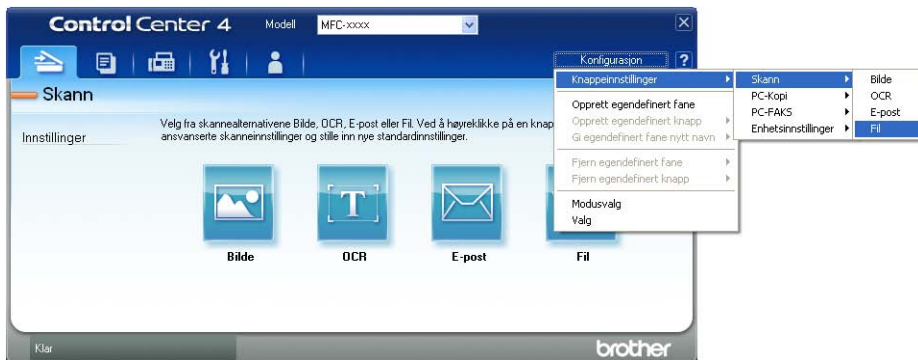 Control Center 4
Modell
MFC-xxxx
Konfigurasjon
?
Skann
Innstillinger
Velg fra skannealternativene Bilde, OCR, E-post eller Fil. Ved å høyreklikke på en knap
ansvanserte skanneinnstillinger og stille inn nye standardinnstillinger.
T
Bilde
OCR
E-post
Fil
Knappeinnstillinger
Opprett egendefinert fane
Opprett egendefinert knapp
Gi egendefinert fane nytt navn
Fjern egendefinert fane
Fjern egendefinert knapp
Modusvalg
Valg
Skann
PC-Kopi
PC-FAKS
Enhetsinnstillinger
Bilde
OCR
E-post
Fil
Klar
brother